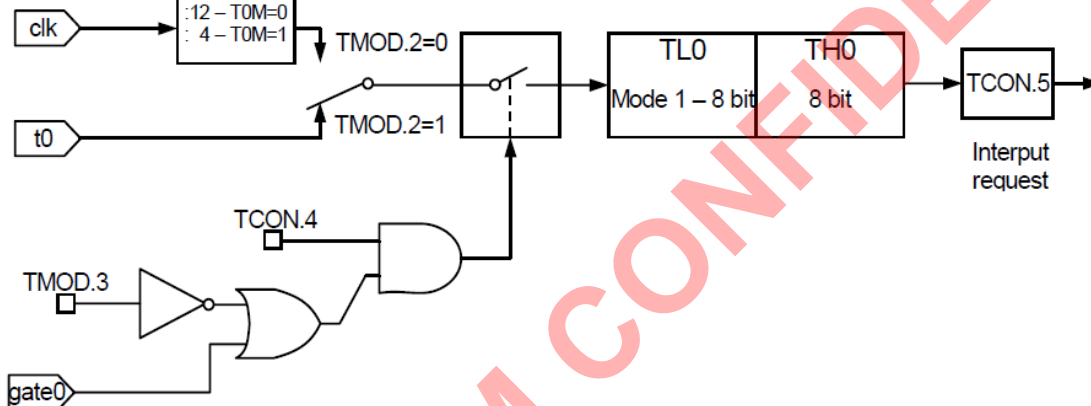 clk
:12 – T0M=0
: 4 – T0M=1
TMOD.2=0
TMOD.2=1
t0
TL0
TH0
Mode 1 – 8 bit
8 bit
TCON.5
Interput
request
TCON.4
TMOD.3
gate0
M CONFIDE